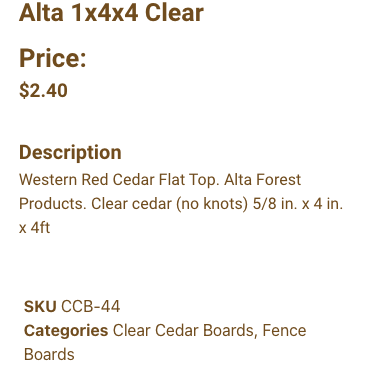 Alta 1x4x4 Clear
Price:
$2.40
Description
Western Red Cedar Flat Top. Alta Forest
Products. Clear cedar (no knots) 5/8 in. x 4 in.
x 4ft
SKU CCB-44
Categories Clear Cedar Boards, Fence
Boards